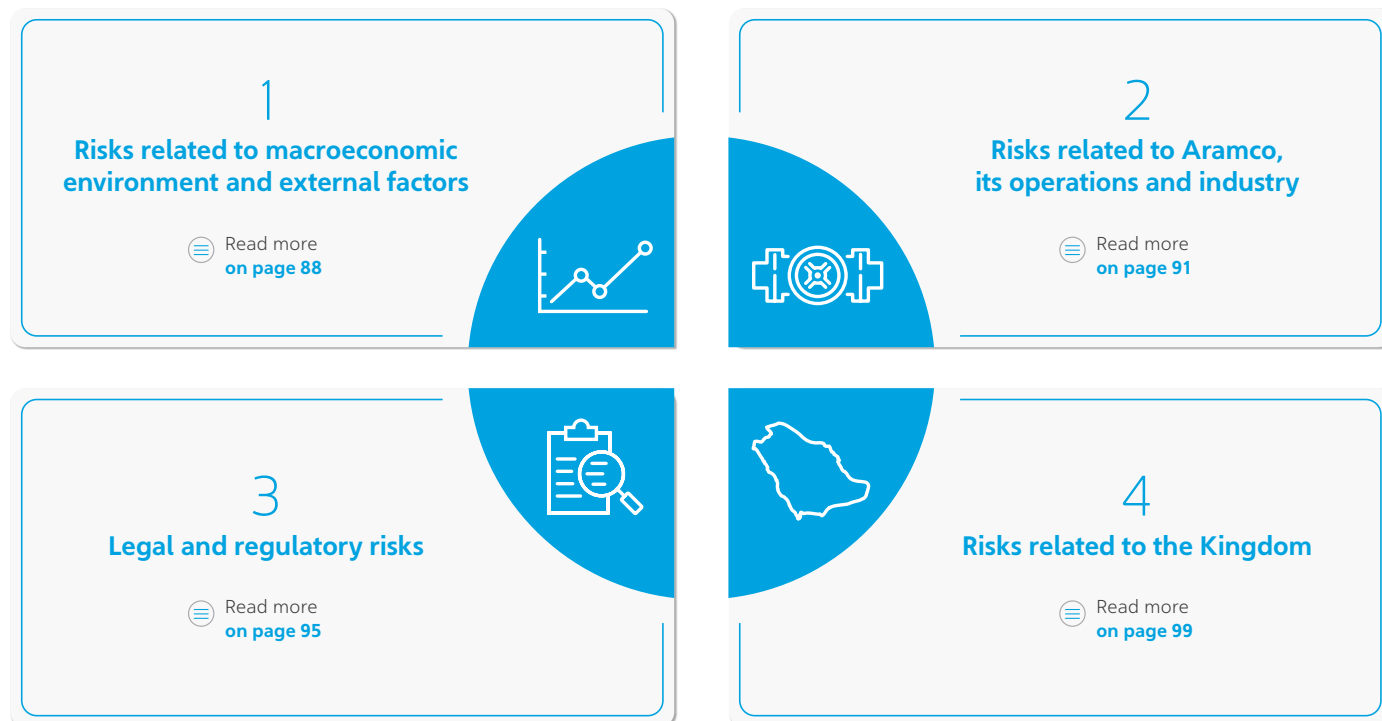 1
Risks related to macroeconomic
environment and external factors
Read more
on page 88
2
Risks related to Aramco,
its operations and industry
Read more
on page 91
3
Legal and regulatory risks
Read more
on page 95
4
Risks related to the Kingdom
Read more
on page 99